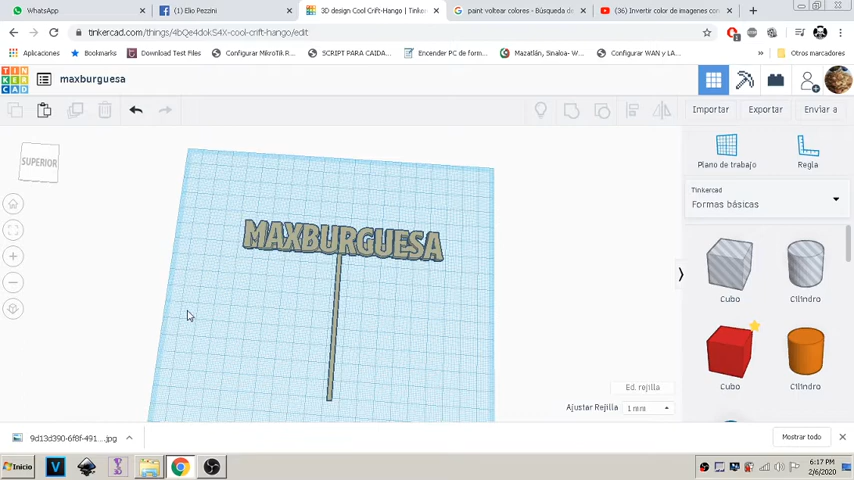 WhatsApp
Elio Pezzini
3D design Cool Crift-Hango | Tinker
paint voltear colores - Búsqueda de
(36) Invertir color de imagenes con
tinkercad.com/things/4bQe4dokS4X-cool-crift-hango/edit
Aplicaciones
Bookmarks
Download Test Files
Configurar MikroTiK R
SCRIPT PARA CAIDA...
Encender PC de form...
Mazatlán, Sinaloa- M...
Configurar WAN y LA...
Otros marcadores
TIN
KER
CAD
maxburguesa
Importar
Exportar
Enviar a
SUPERIOR
MAXBURGUESA
Plano de trabajo
Regla
Tinkercad
Formas básicas
Cubo
Cilindro
Cubo
Cilindro
Ed. rejilla
Ajustar Rejilla
1 mm
9d13d390-6f8f-491....jpg
Mostrar todo
Inicio
6:17 PM
2/6/2020